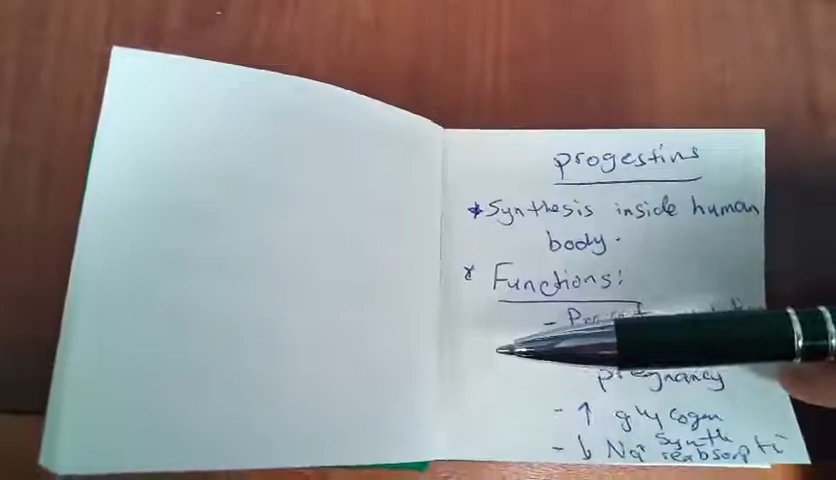 progestins
* Synthesis inside human
body.
* Functions:
-
pregnancy
- ↑ glycogen
synth
- ↓ Na+ reabsorpti